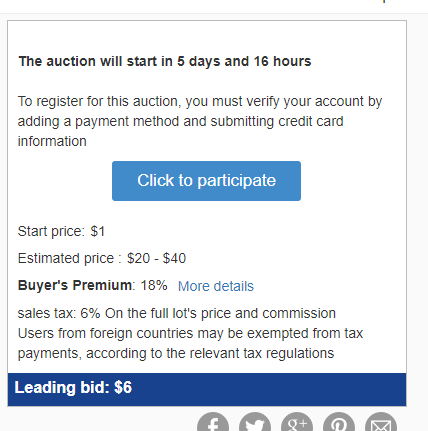 The auction will start in 5 days and 16 hours
To register for this auction, you must verify your account by
adding a payment method and submitting credit card
information
Click to participate
Start price: $1
Estimated price : $20 - $40
Buyer's Premium: 18% More details
sales tax: 6% On the full lot's price and commission
Users from foreign countries may be exempted from tax
payments, according to the relevant tax regulations
Leading bid: $6